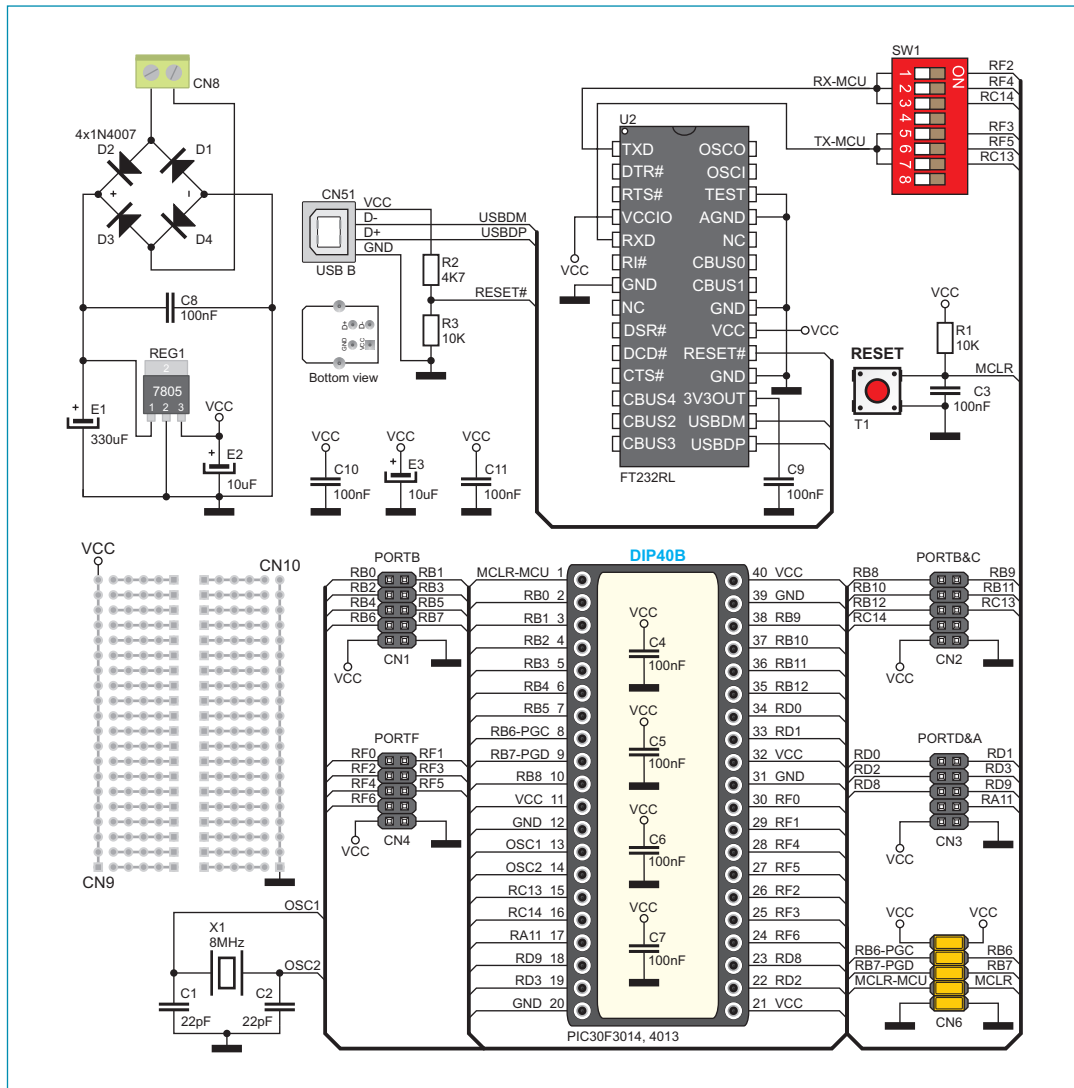 CN8
4x1N4007
D2
D1
+
-
D3
D4
C8
100nF
REG1
2
7805
1 2 3
VCC
+
E1
330uF
+
E2
10uF
CN51
VCC
D-
D+
GND
USB B
USBDM
USBDP
R2
4K7
RESET#
R3
10K
D+
D-
GND
VCC
Bottom view
VCC
C10
100nF
VCC
+
E3
10uF
VCC
C11
100nF
U2
TXD
DTR#
RTS#
VCCIO
RXD
RI#
GND
NC
DSR#
DCD#
CTS#
CBUS4
CBUS2
CBUS3
OSCO
OSCI
TEST
AGND
NC
CBUS0
CBUS1
GND
VCC
RESET#
GND
3V3OUT
USBDM
USBDP
FT232RL
VCC
VCC
C9
100nF
SW1
ON
1
2
3
4
5
6
7
8
RX-MCU
TX-MCU
RF2
RF4
RC14
RF3
RF5
RC13
VCC
R1
10K
RESET
MCLR
C3
100nF
T1
VCC
CN10
CN9
OSC1
X1
8MHz
OSC2
C1
22pF
C2
22pF
PORTB
RB0 RB1
RB2 RB3
RB4 RB5
RB6 RB7
CN1
VCC
PORTF
RF0 RF1
RF2 RF3
RF4 RF5
RF6
CN4
VCC
DIP40B
MCLR-MCU 1
RB0 2
RB1 3
RB2 4
RB3 5
RB4 6
RB5 7
RB6-PGC 8
RB7-PGD 9
RB8 10
VCC 11
GND 12
OSC1 13
OSC2 14
RC13 15
RC14 16
RA11 17
RD9 18
RD3 19
GND 20
VCC
C4
100nF
VCC
C5
100nF
VCC
C6
100nF
VCC
C7
100nF
40 VCC
39 GND
38 RB9
37 RB10
36 RB11
35 RB12
34 RD0
33 RD1
32 VCC
31 GND
30 RF0
29 RF1
28 RF4
27 RF5
26 RF2
25 RF3
24 RF6
23 RD8
22 RD2
21 VCC
PIC30F3014, 4013
PORTB&C
RB8 RB9
RB10 RB11
RB12 RC13
RC14
CN2
VCC
PORTD&A
RD0 RD1
RD2 RD3
RD8 RD9
RA11
CN3
VCC
VCC VCC
RB6-PGC RB6
RB7-PGD RB7
MCLR-MCU MCLR
CN6